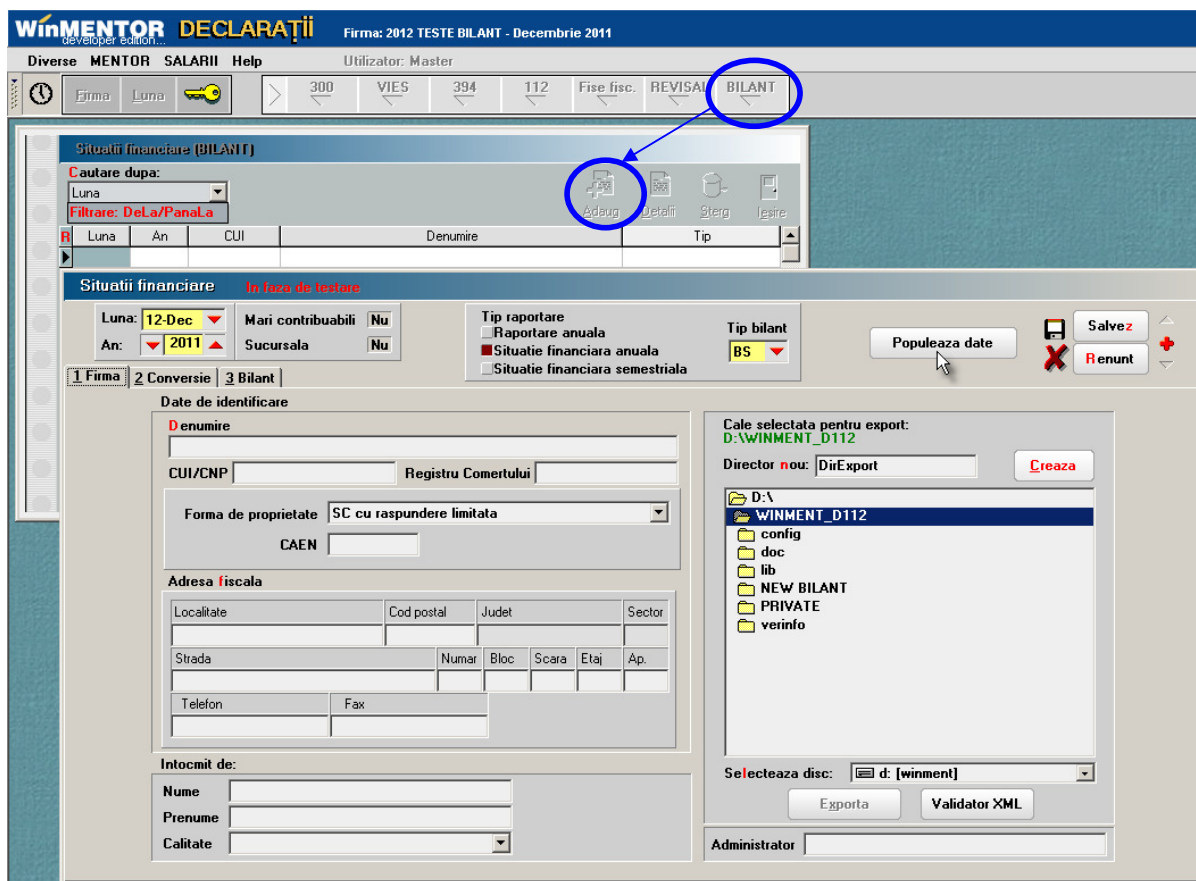 WinMENTOR DECLARAȚII Firma: 2012 TESTE BILANT - Decembrie 2011
developer edition...
Diverse MENTOR SALARII Help Utilizator: Master
Firma Luna 300 VIES 394 112 Fise fisc. REVISAL BILANT
Situatii financiare (BILANT)
Cautare dupa:
Luna
Filtrare: DeLa/PanaLa
Adaug Detalii Sterg Iesire
R Luna An CUI Denumire Tip
Situatii financiare In faza de testare
Luna: 12-Dec Mari contribuabili Nu
An: 2011 Sucursala Nu
Tip raportare
Raportare anuala
Situatie financiara anuala
Situatie financiara semestriala
Tip bilant
BS
Populeaza date
Salvez
Renunt
1 Firma 2 Conversie 3 Bilant
Date de identificare
Denumire
CUI/CNP Registru Comertului
Forma de proprietate SC cu raspundere limitata
CAEN
Adresa fiscala
Localitate Cod postal Judet Sector
Strada Numar Bloc Scara Etaj Ap.
Telefon Fax
Intocmit de:
Nume
Prenume
Calitate
Cale selectata pentru export:
D:\WINMENT_D112
Director nou: DirExport Creaza
D:\
WINMENT_D112
config
doc
lib
NEW BILANT
PRIVATE
verinfo
Selecteaza disc: d: [winment]
Exporta Validator XML
Administrator